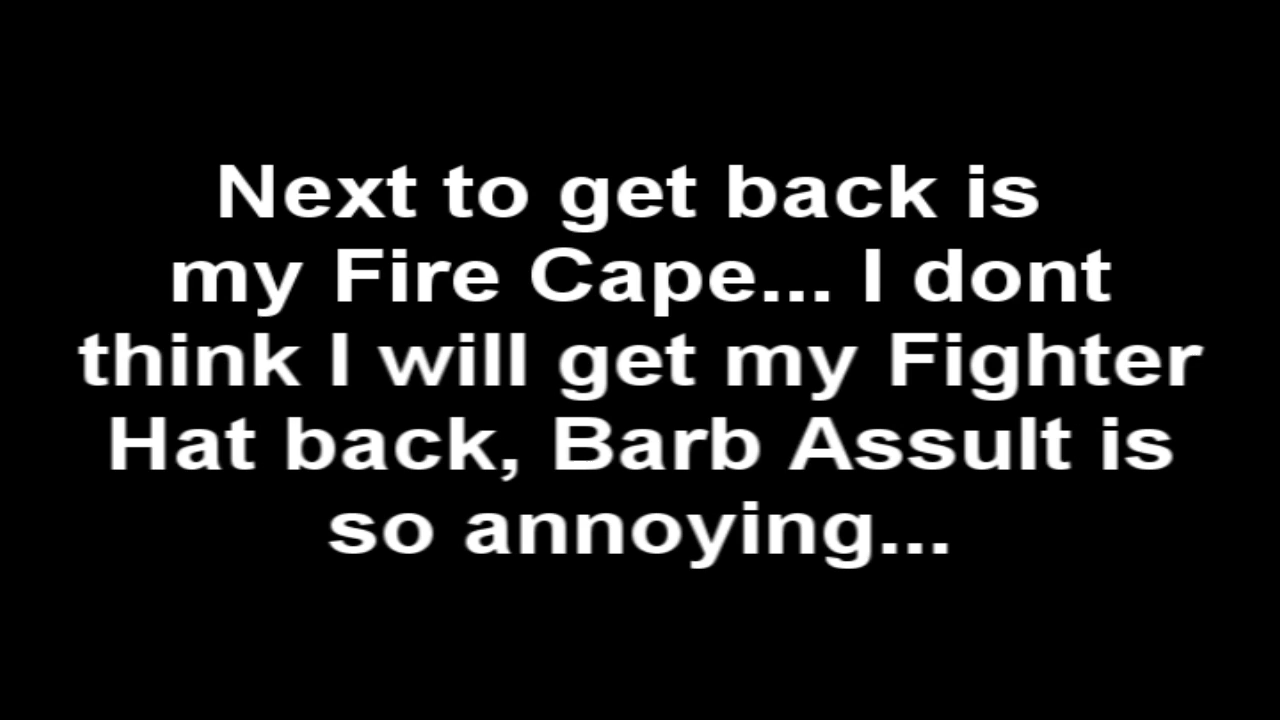 Next to get back is
my Fire Cape... I dont
think I will get my Fighter
Hat back, Barb Assult is
so annoying...